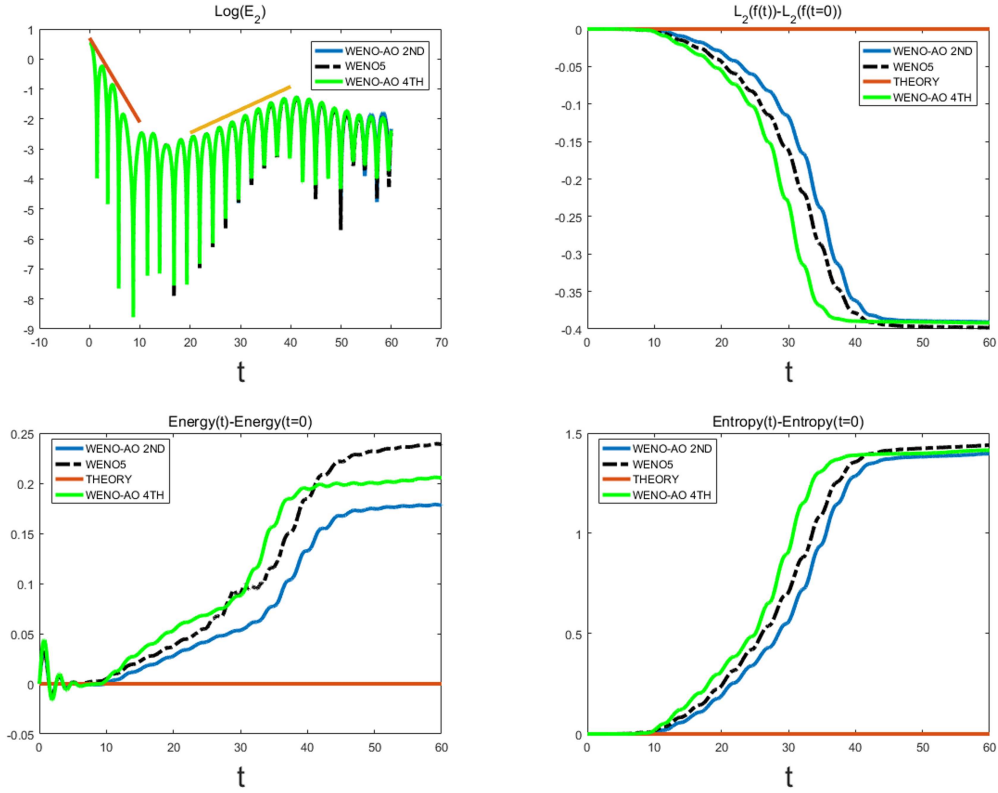 Log(E2)
1
0
-1
-2
-3
-4
-5
-6
-7
-8
-9
-10
0
10
20
30
40
50
60
70
t
WENO-AO 2ND
WENO5
WENO-AO 4TH
L2(f(t))-L2(f(t=0))
0
-0.05
-0.1
-0.15
-0.2
-0.25
-0.3
-0.35
-0.4
0
10
20
30
40
50
60
t
WENO-AO 2ND
WENO5
THEORY
WENO-AO 4TH
Energy(t)-Energy(t=0)
0.25
0.2
0.15
0.1
0.05
0
-0.05
0
10
20
30
40
50
60
t
WENO-AO 2ND
WENO5
THEORY
WENO-AO 4TH
Entropy(t)-Entropy(t=0)
1.5
1
0.5
0
0
10
20
30
40
50
60
t
WENO-AO 2ND
WENO5
THEORY
WENO-AO 4TH